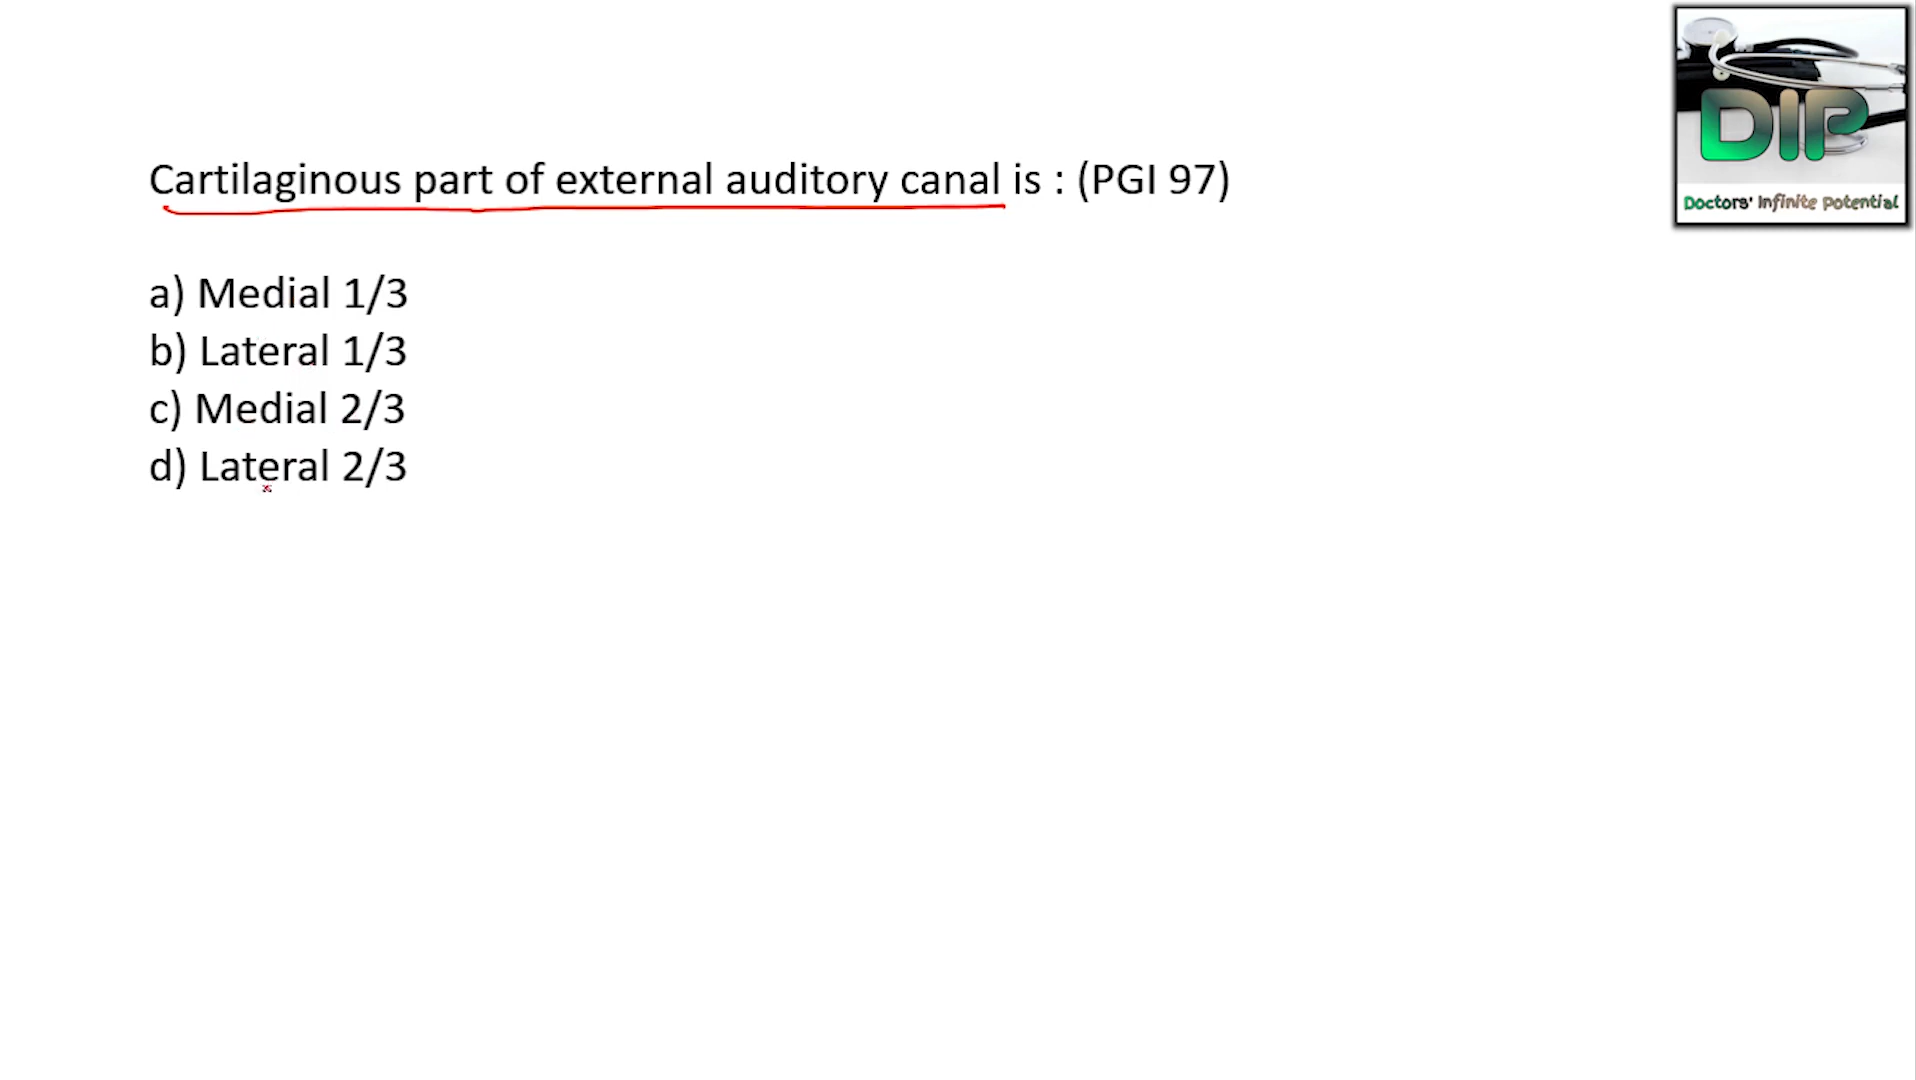 DIP
Doctors' Infinite Potential
Cartilaginous part of external auditory canal is : (PGI 97)
a) Medial 1/3
b) Lateral 1/3
c) Medial 2/3
d) Lateral 2/3